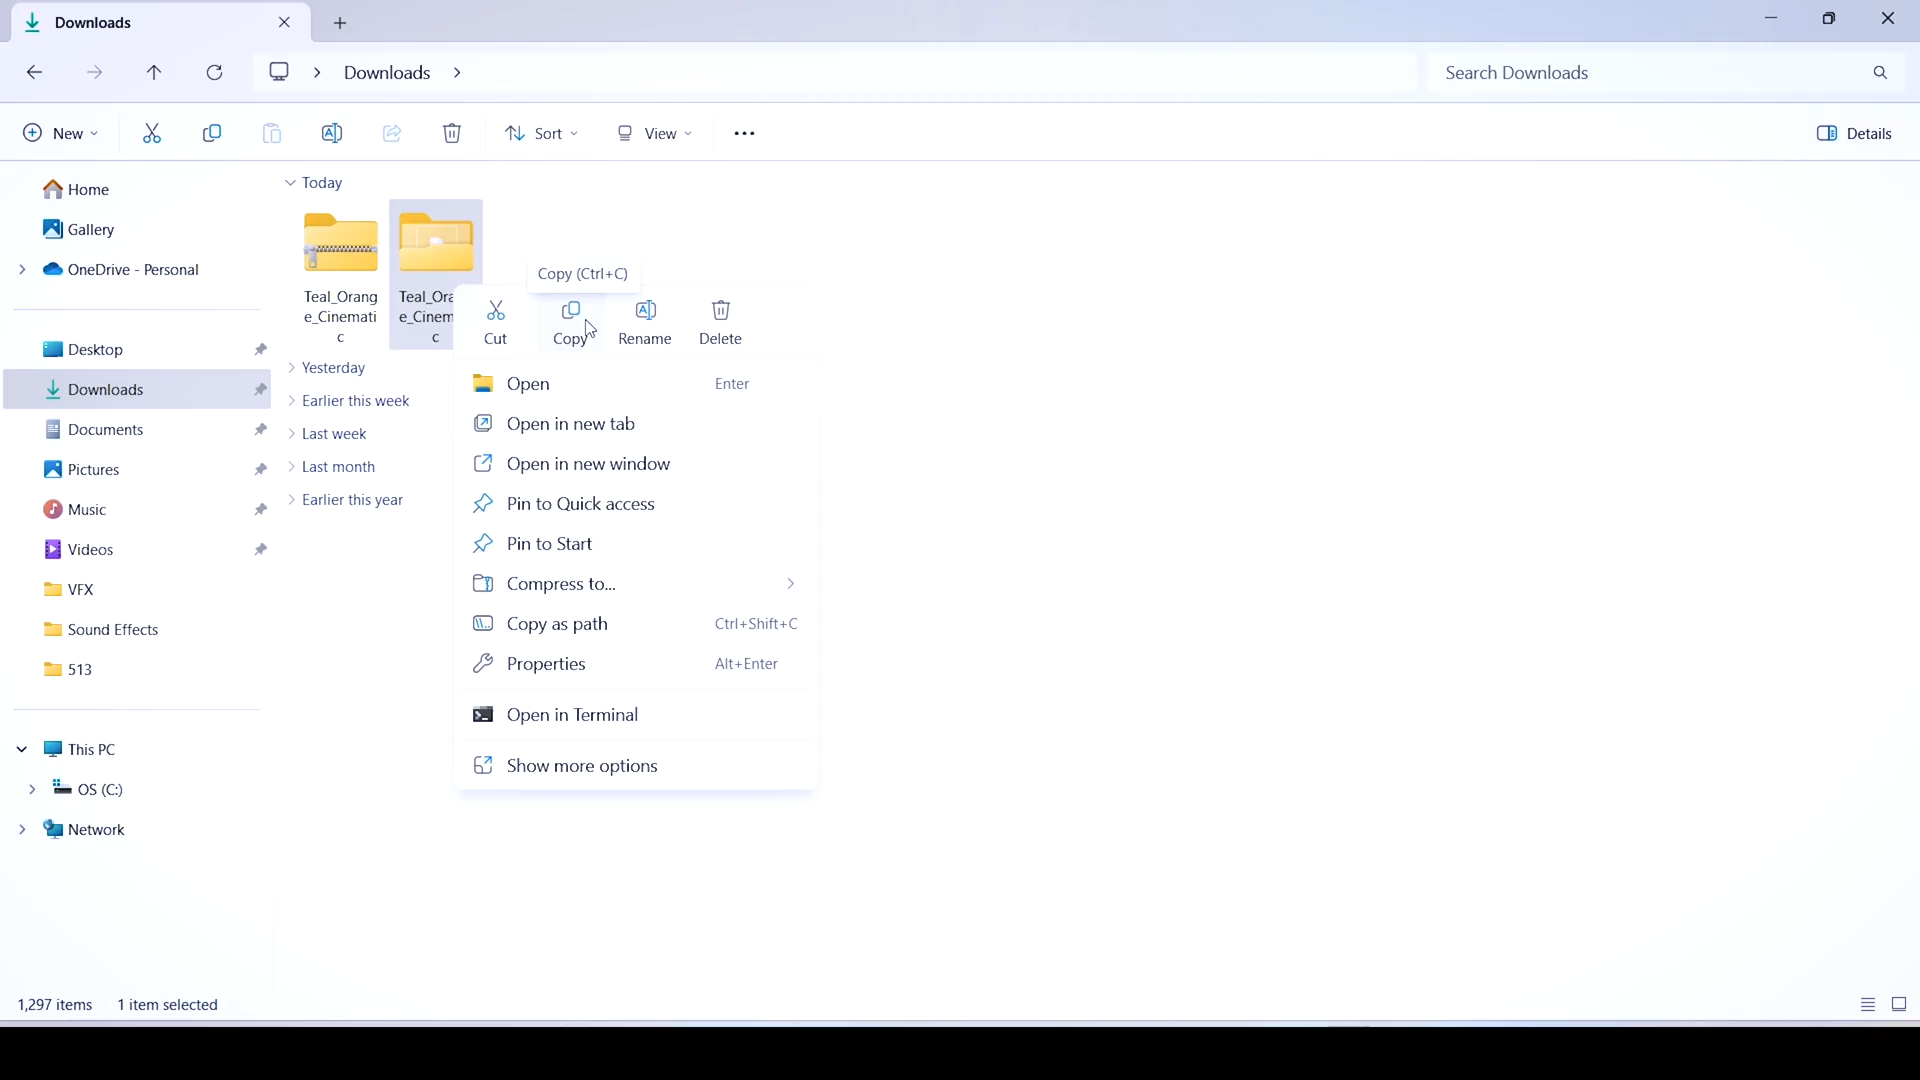 Downloads
Downloads
Search Downloads
New
Sort
View
Details
Home
Gallery
OneDrive - Personal
Desktop
Downloads
Documents
Pictures
Music
Videos
VFX
Sound Effects
513
This PC
OS (C:)
Network
Today
Teal_Orang
e_Cinemati
c
Teal_Ora
e_Cinem
c
Yesterday
Earlier this week
Last week
Last month
Earlier this year
Copy (Ctrl+C)
Cut
Copy
Rename
Delete
Open Enter
Open in new tab
Open in new window
Pin to Quick access
Pin to Start
Compress to...
Copy as path Ctrl+Shift+C
Properties Alt+Enter
Open in Terminal
Show more options
1,297 items 1 item selected